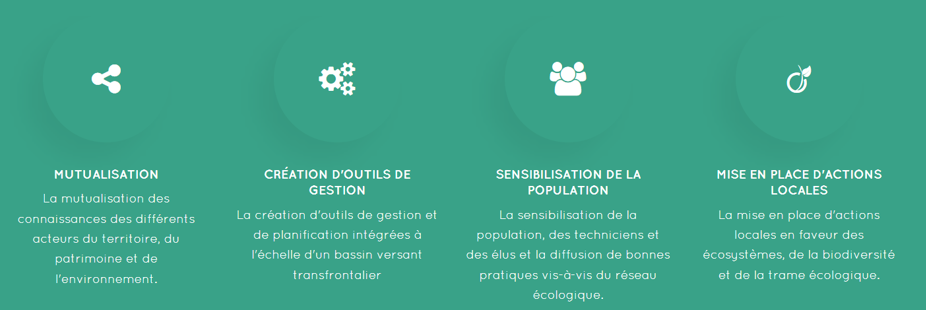 MUTUALISATION
La mutualisation des
connaissances des différents
acteurs du territoire, du
patrimoine et de
l'environnement.
CRÉATION D'OUTILS DE
GESTION
La création d'outils de gestion et
de planification intégrées à
l'échelle d'un bassin versant
transfrontalier
SENSIBILISATION DE LA
POPULATION
La sensibilisation de la
population, des techniciens et
des élus et la diffusion de bonnes
pratiques vis-à-vis du réseau
écologique.
MISE EN PLACE D'ACTIONS
LOCALES
La mise en place d'actions
locales en faveur des
écosystèmes, de la biodiversité
et de la trame écologique.